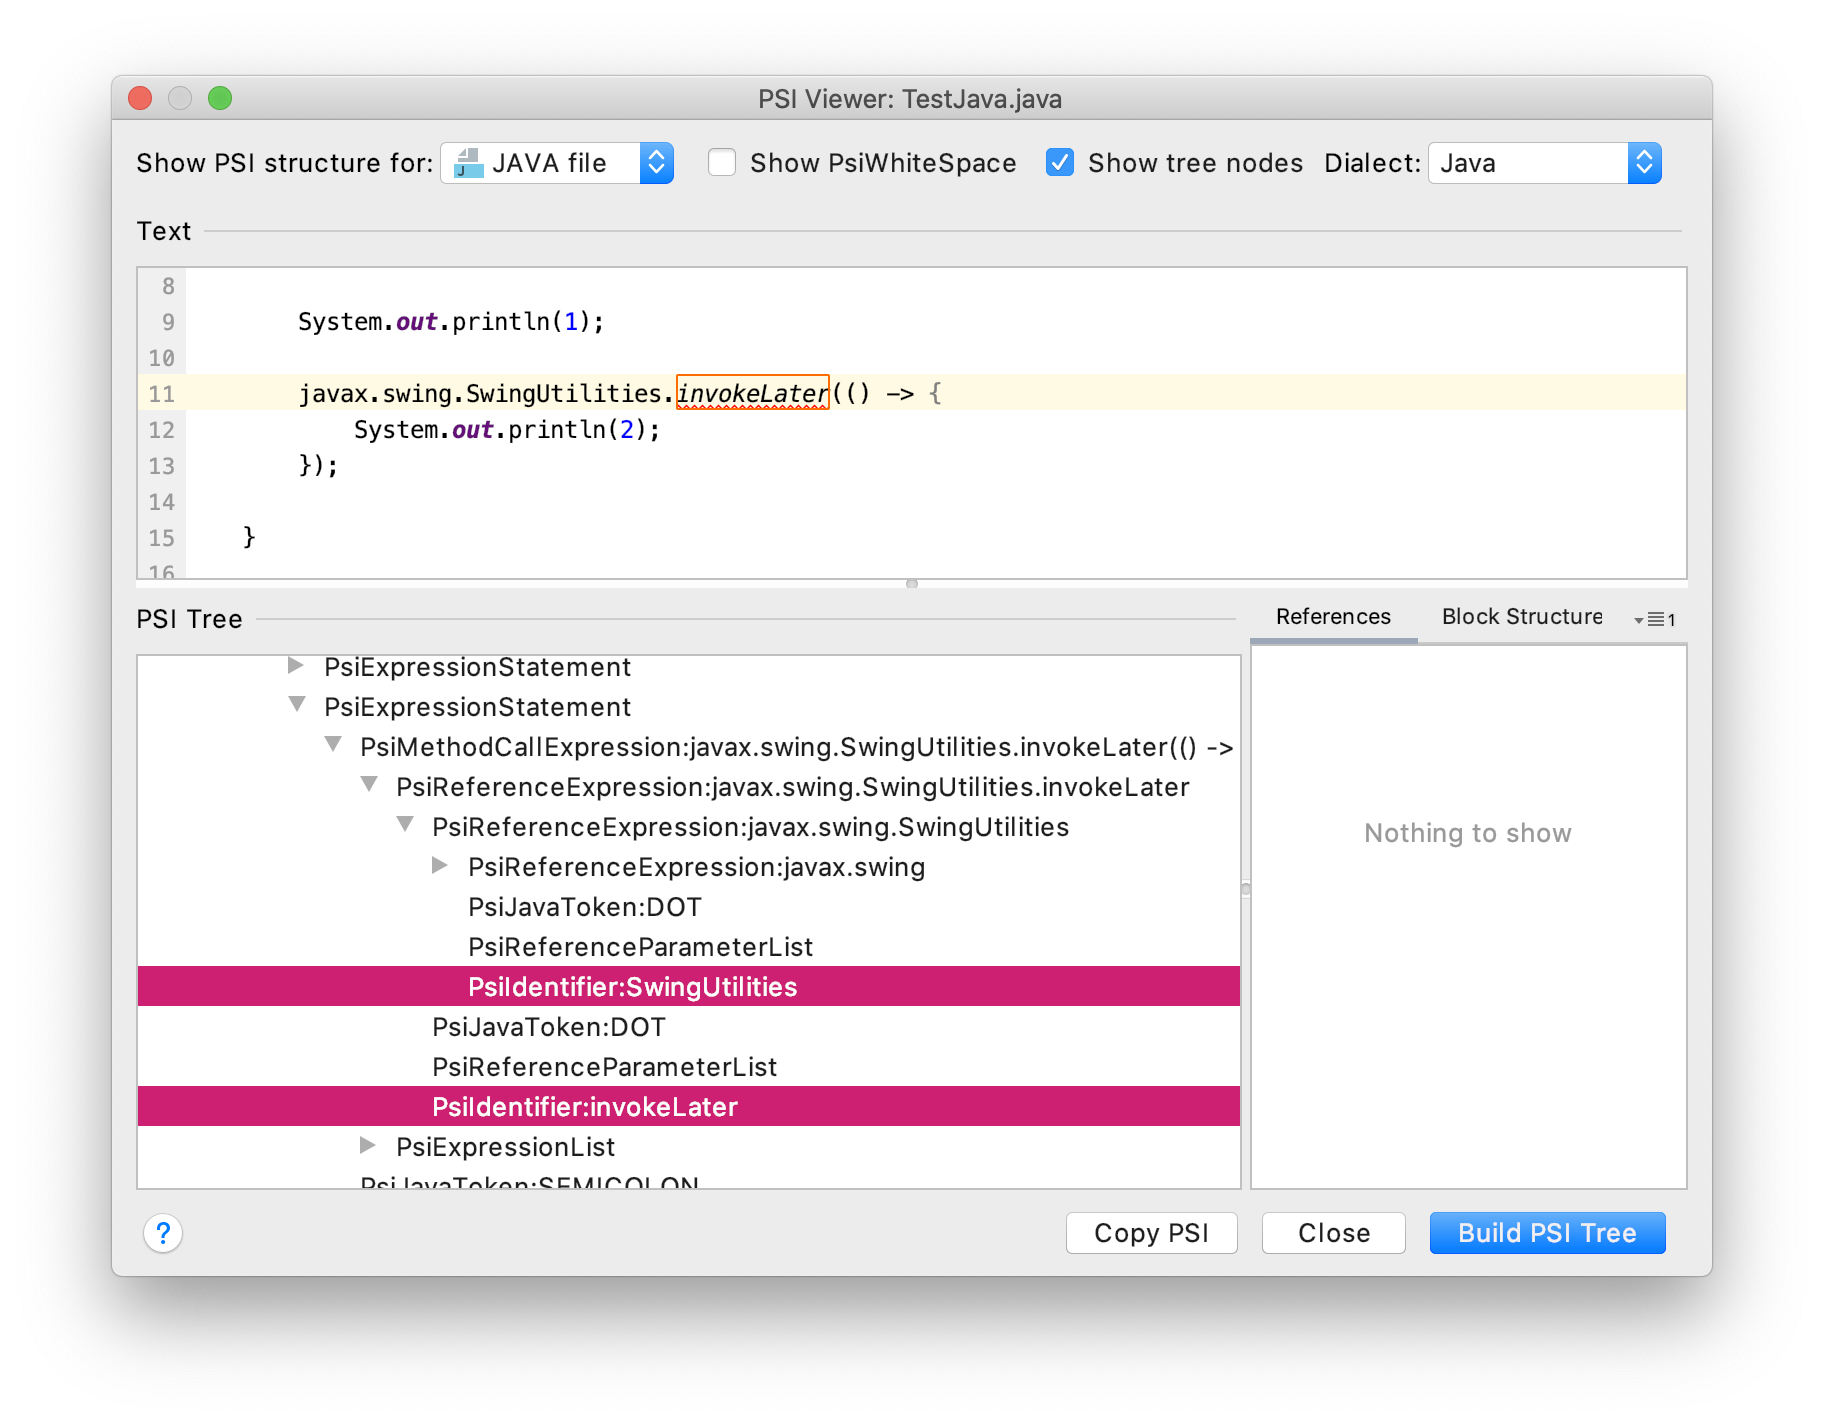 PSI Viewer: TestJava.java
Show PSI structure for: JAVA file Show PsiWhiteSpace Show tree nodes Dialect: Java
Text
8
9 System.out.println(1);
10
11 javax.swing.SwingUtilities.invokeLater(() -> {
12 System.out.println(2);
13 });
14
15 }
16
PSI Tree
References Block Structure 1
PsiExpressionStatement
PsiExpressionStatement
PsiMethodCallExpression:javax.swing.SwingUtilities.invokeLater(() ->
PsiReferenceExpression:javax.swing.SwingUtilities.invokeLater
PsiReferenceExpression:javax.swing.SwingUtilities
PsiReferenceExpression:javax.swing
PsiJavaToken:DOT
PsiReferenceParameterList
PsiIdentifier:SwingUtilities
PsiJavaToken:DOT
PsiReferenceParameterList
PsiIdentifier:invokeLater
PsiExpressionList
PsiJavaToken:SEMICOLON
Nothing to show
? Copy PSI Close Build PSI Tree